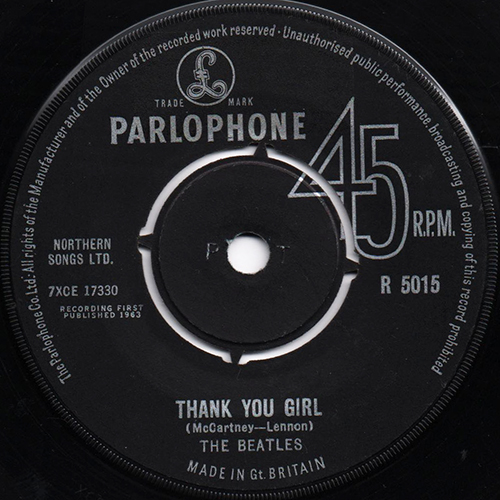 The Parlophone Co. Ltd. All rights of the Manufacturer and of the Owner of the recorded work reserved · Unauthorised public performance, broadcasting and copying of this record prohibited
£
TRADE MARK
PARLOPHONE
45
R.P.M.
NORTHERN
SONGS LTD.
7XCE 17330
RECORDING FIRST
PUBLISHED 1963
R 5015
THANK YOU GIRL
(McCartney—Lennon)
THE BEATLES
MADE IN Gt. BRITAIN